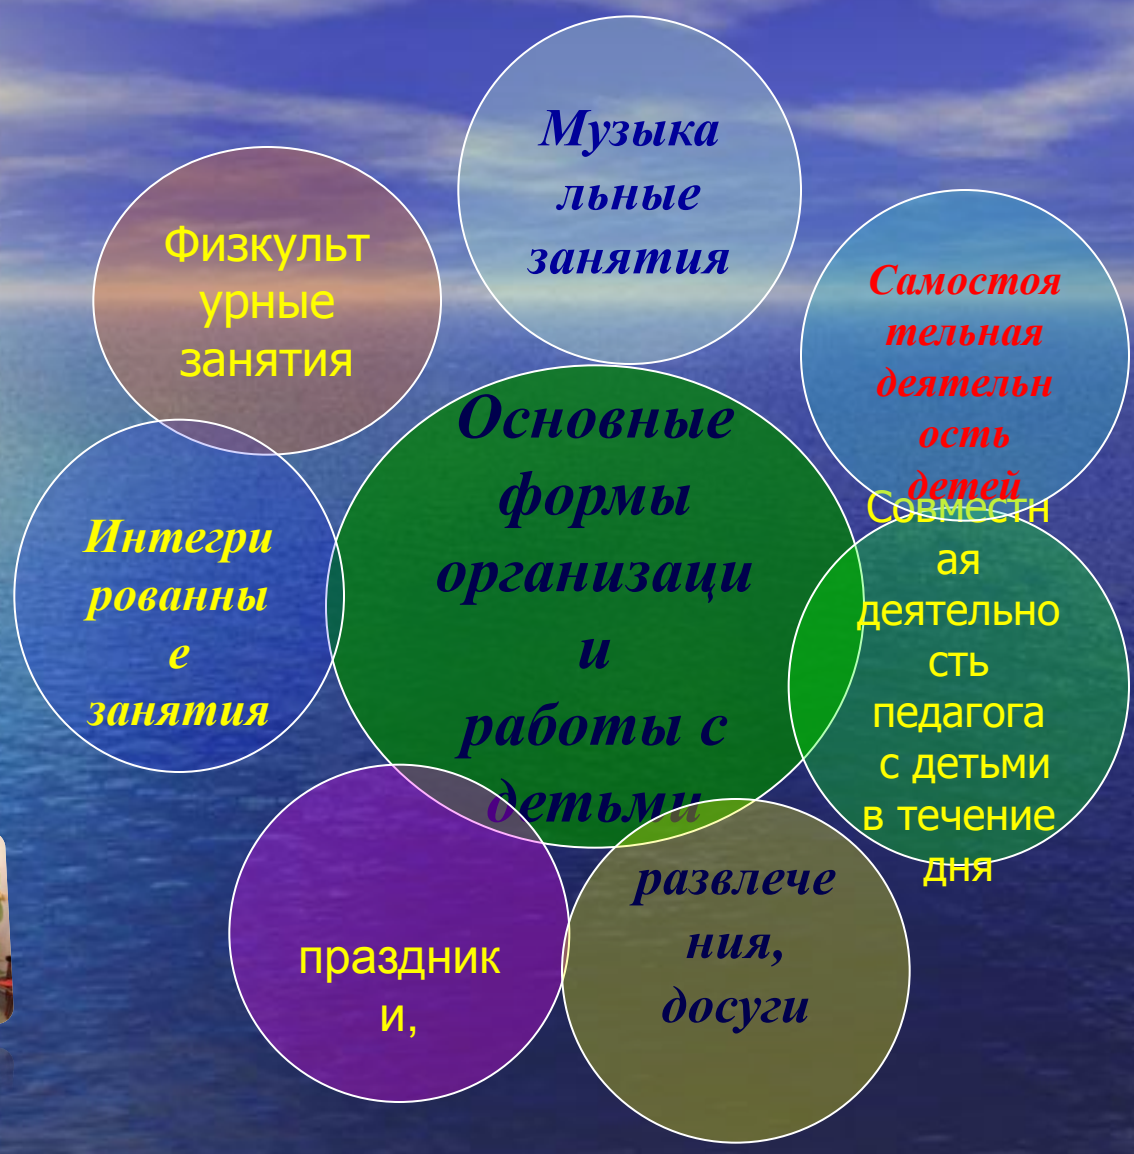 Музыка
льные
занятия
Физкульт
урные
занятия
Самостоя
тельная
деятельн
ость
детей
Основные
формы
организаци
и
работы с
детьми
Интегри
рованны
е
занятия
Совместн
ая
деятельно
сть
педагога
с детьми
в течение
дня
праздник
и,
развлече
ния,
досуги